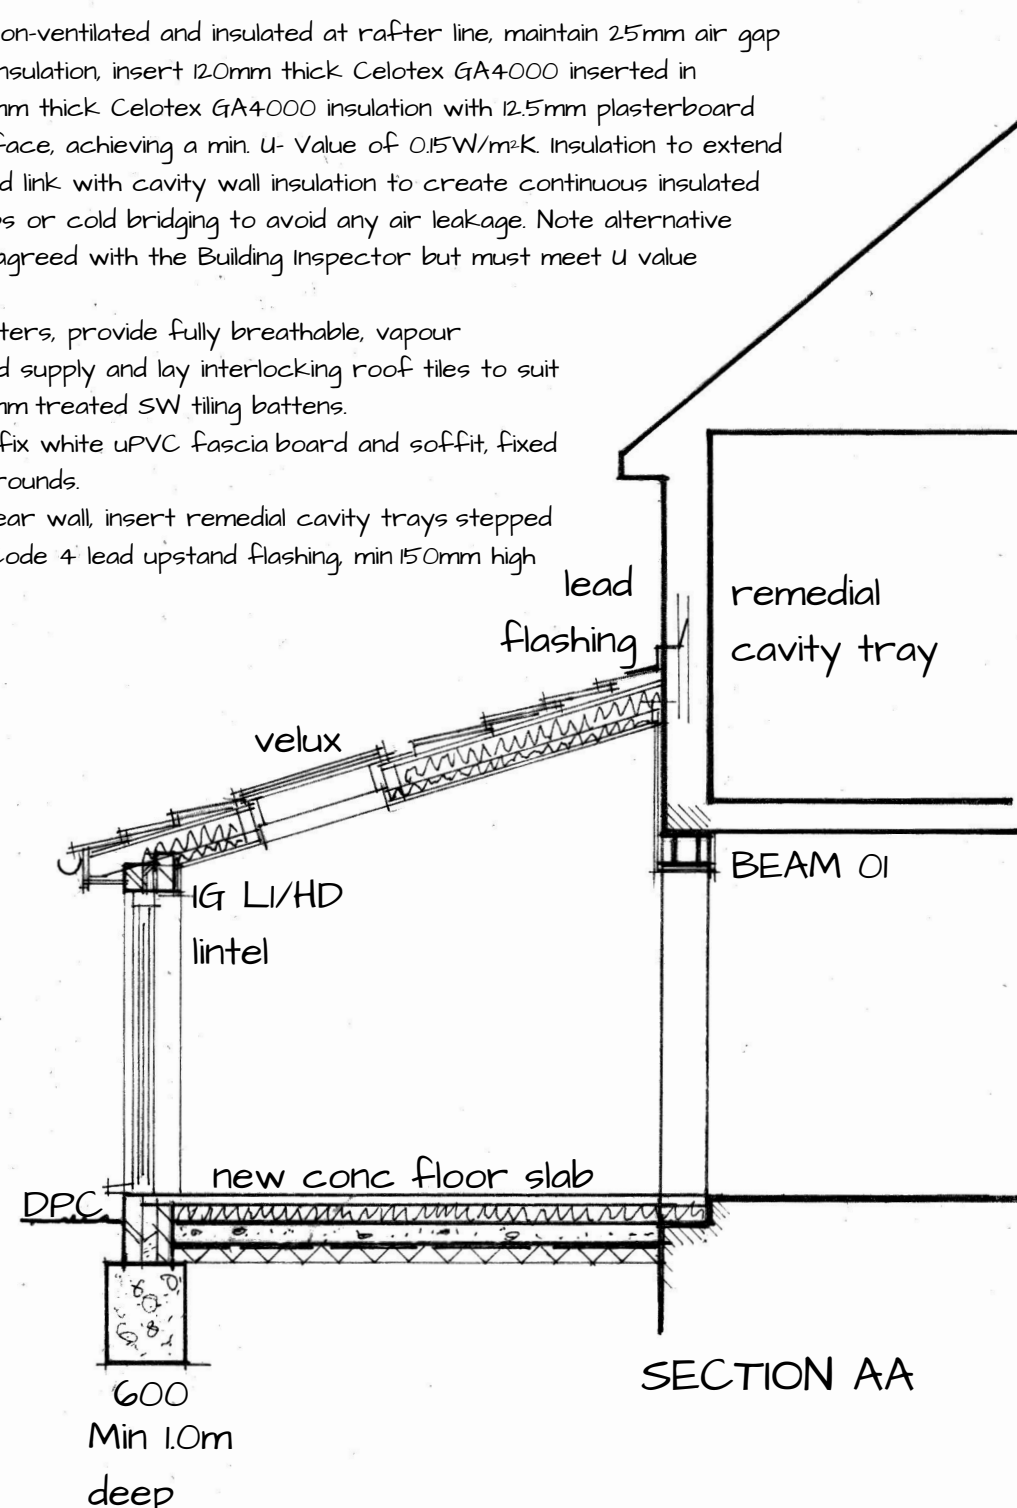 on-ventilated and insulated at rafter line, maintain 25mm air gap
nsulation, insert 120mm thick Celotex GA4000 inserted in
mm thick Celotex GA4000 insulation with 12.5mm plasterboard
face, achieving a min. U- Value of 0.15W/m²K. Insulation to extend
d link with cavity wall insulation to create continuous insulated
s or cold bridging to avoid any air leakage. Note alternative
agreed with the Building Inspector but must meet U value
ters, provide fully breathable, vapour
d supply and lay interlocking roof tiles to suit
mm treated SW tiling battens.
fix white uPVC fascia board and soffit, fixed
rounds.
ear wall, insert remedial cavity trays stepped
code 4 lead upstand flashing, min 150mm high
lead
flashing
remedial
cavity tray
velux
BEAM 01
IG L1/HD
lintel
new conc floor slab
DPC
SECTION AA
600
Min 1.0m
deep